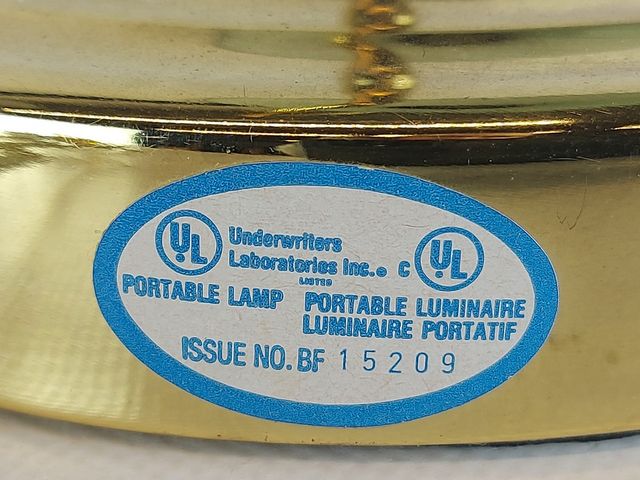 UL Underwriters Laboratories Inc.® C UL
LISTED
PORTABLE LAMP PORTABLE LUMINAIRE
LUMINAIRE PORTATIF
ISSUE NO. BF 15209